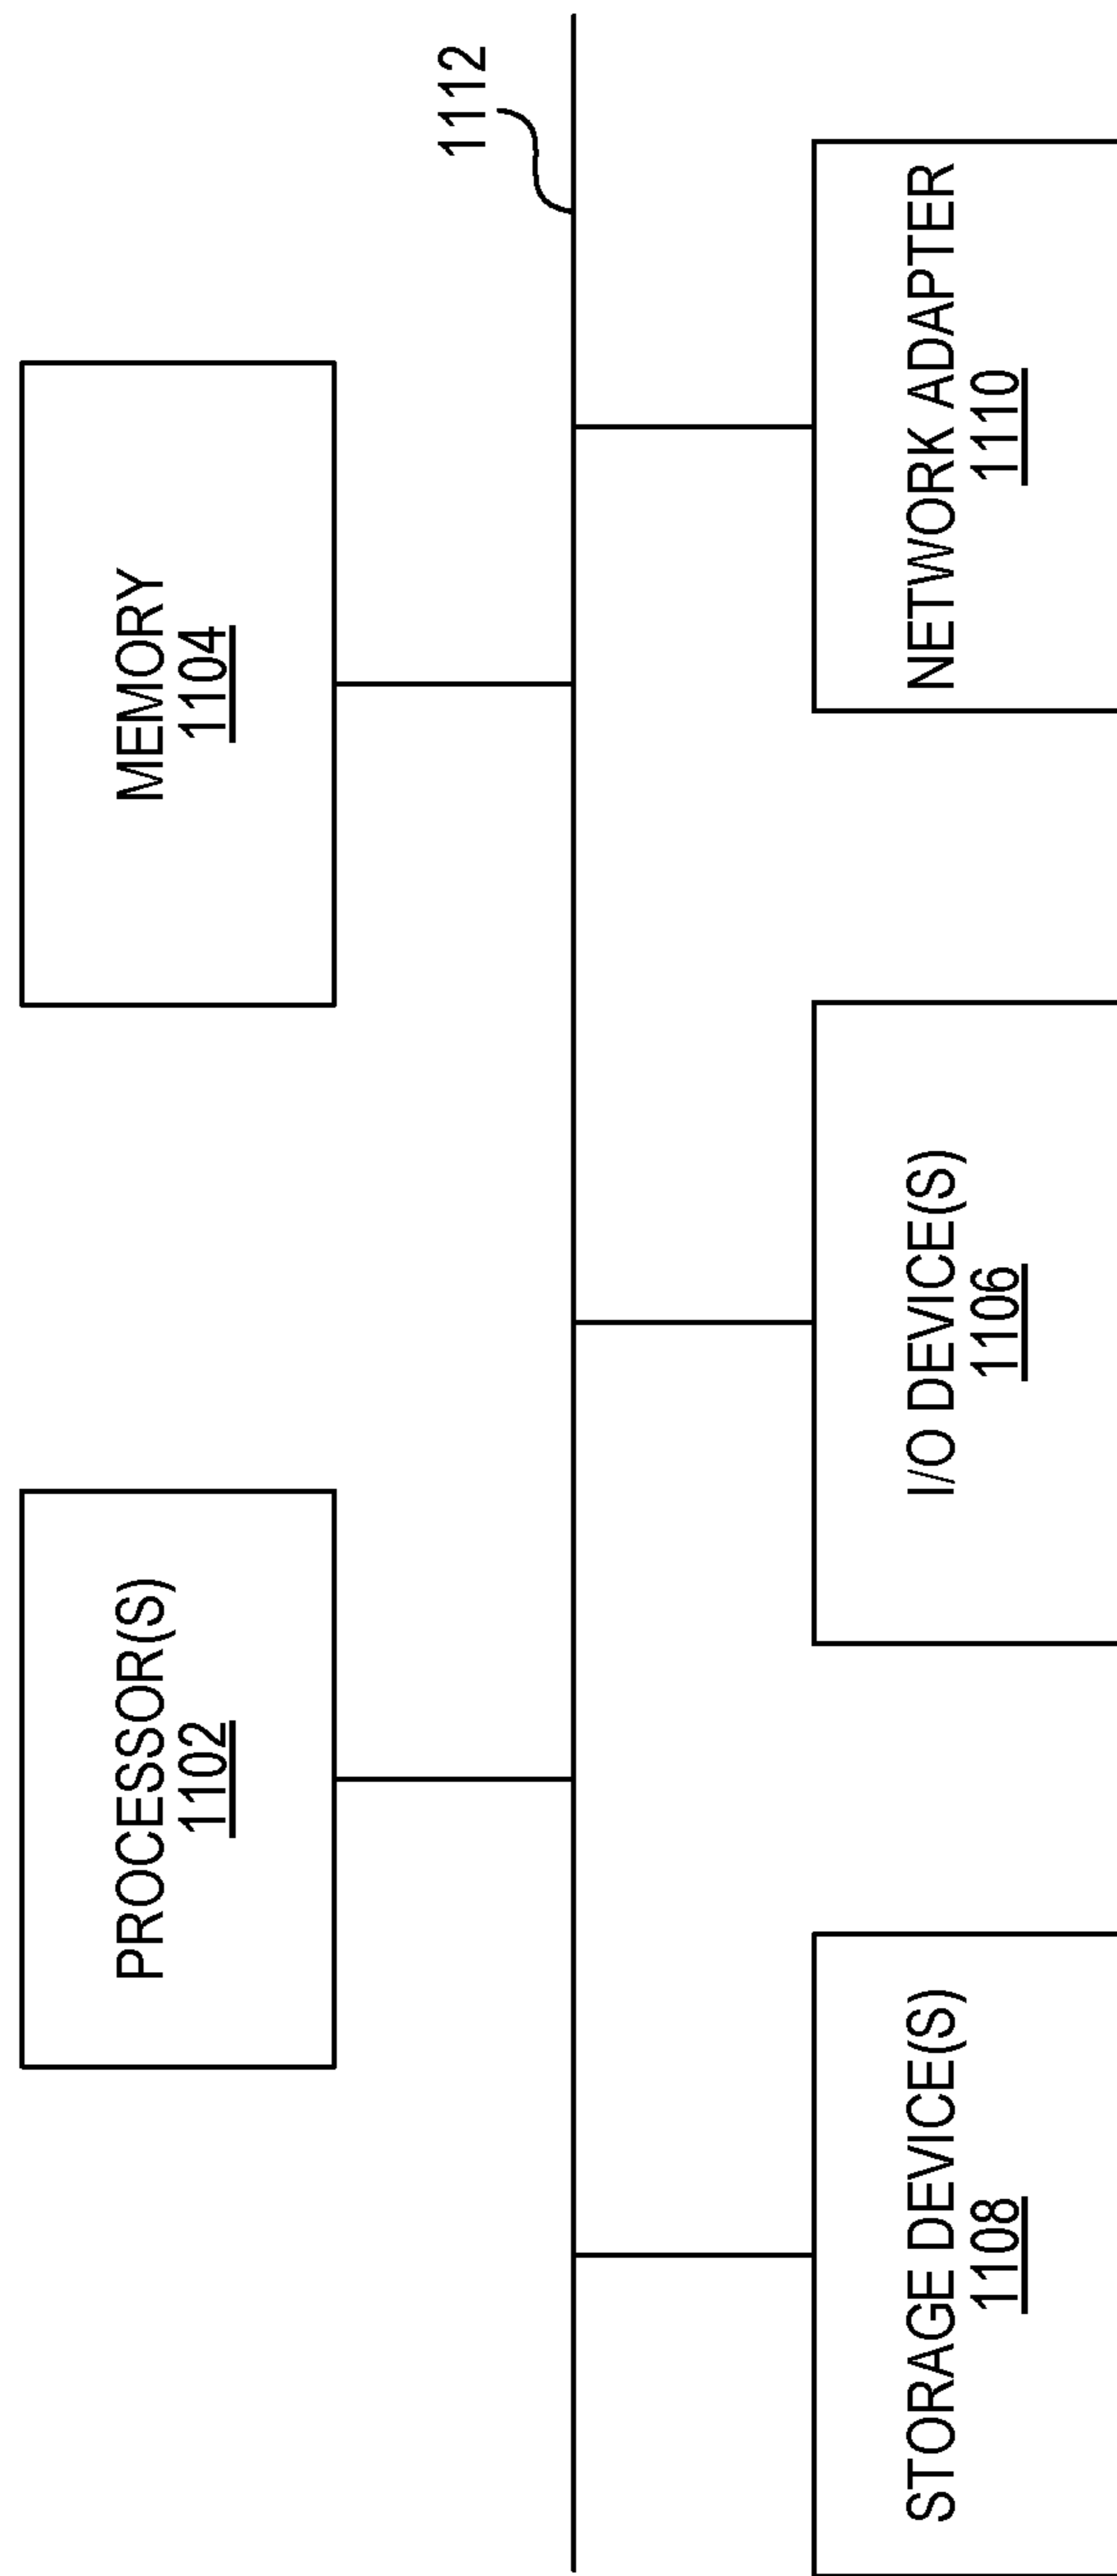 PROCESSOR(S)
1102
MEMORY
1104
1112
STORAGE DEVICE(S)
1108
I/O DEVICE(S)
1106
NETWORK ADAPTER
1110